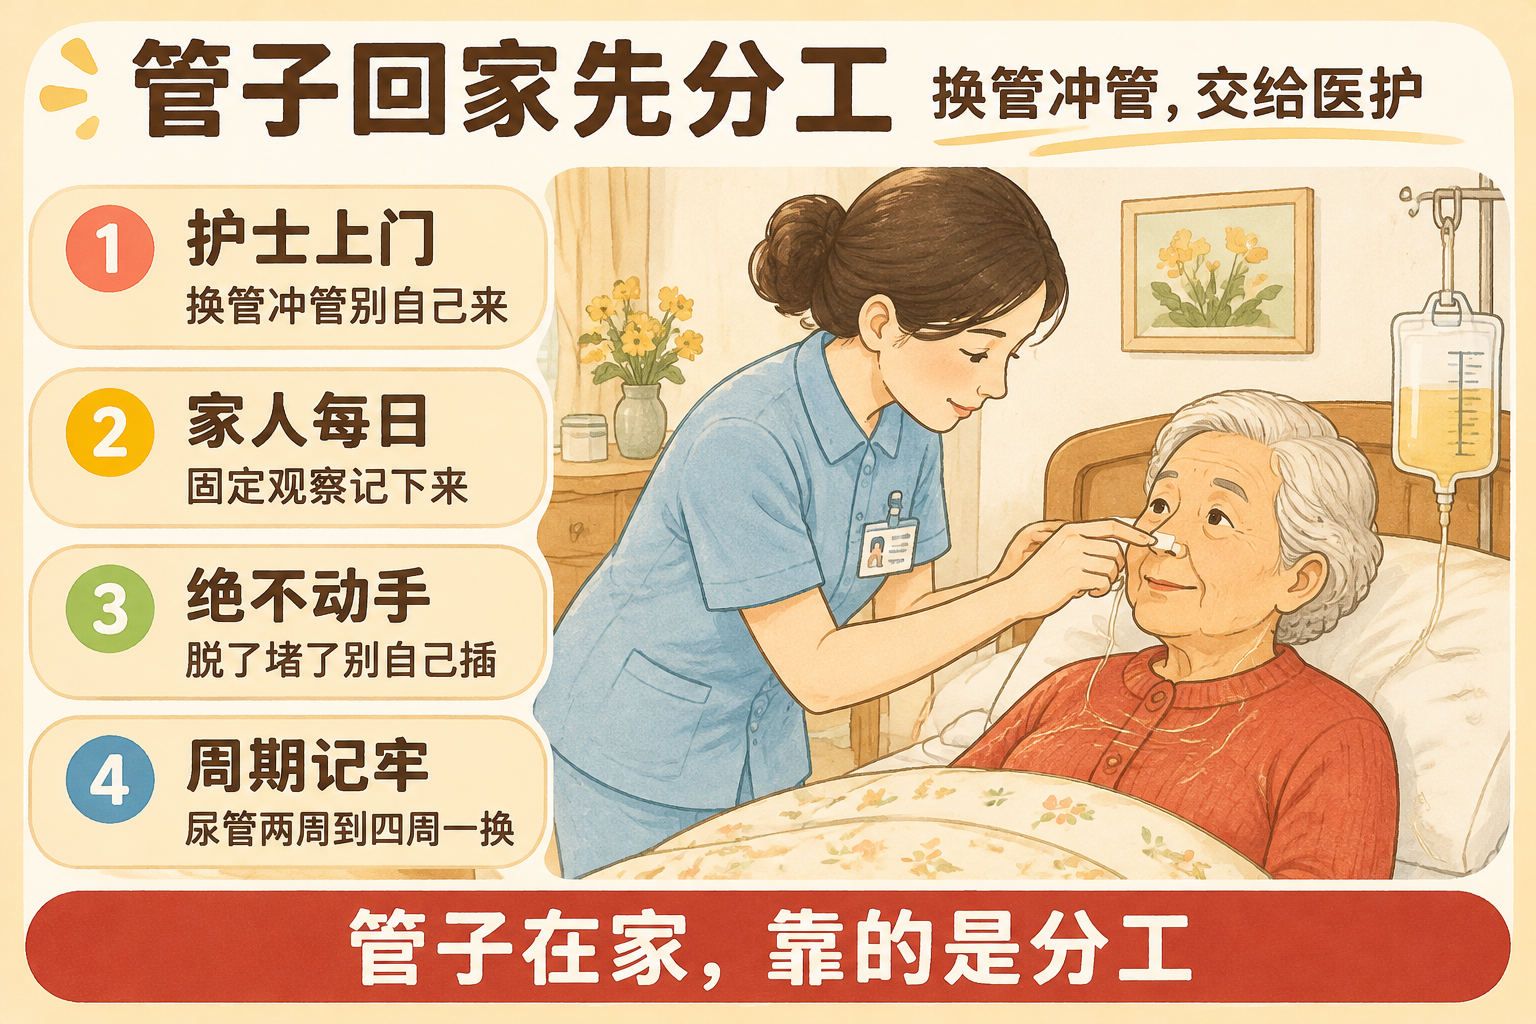 管子回家先分工
换管冲管，交给医护
1
护士上门
换管冲管别自己来
2
家人每日
固定观察记下来
3
绝不动手
脱了堵了别自己插
4
周期记牢
尿管两周到四周一换
管子在家，靠的是分工